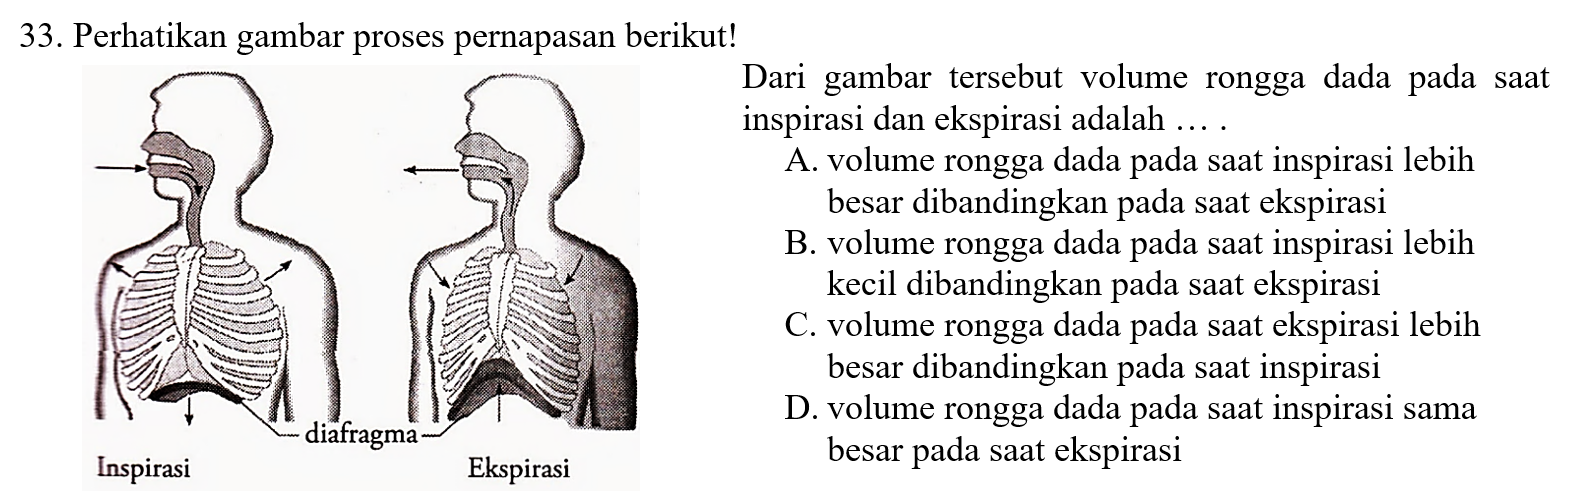 33. Perhatikan gambar proses pernapasan berikut!
Dari gambar tersebut volume rongga dada pada saat
inspirasi dan ekspirasi adalah … .
A. volume rongga dada pada saat inspirasi lebih
besar dibandingkan pada saat ekspirasi
B. volume rongga dada pada saat inspirasi lebih
kecil dibandingkan pada saat ekspirasi
C. volume rongga dada pada saat ekspirasi lebih
besar dibandingkan pada saat inspirasi
D. volume rongga dada pada saat inspirasi sama
besar pada saat ekspirasi
diafragma
Inspirasi
Ekspirasi